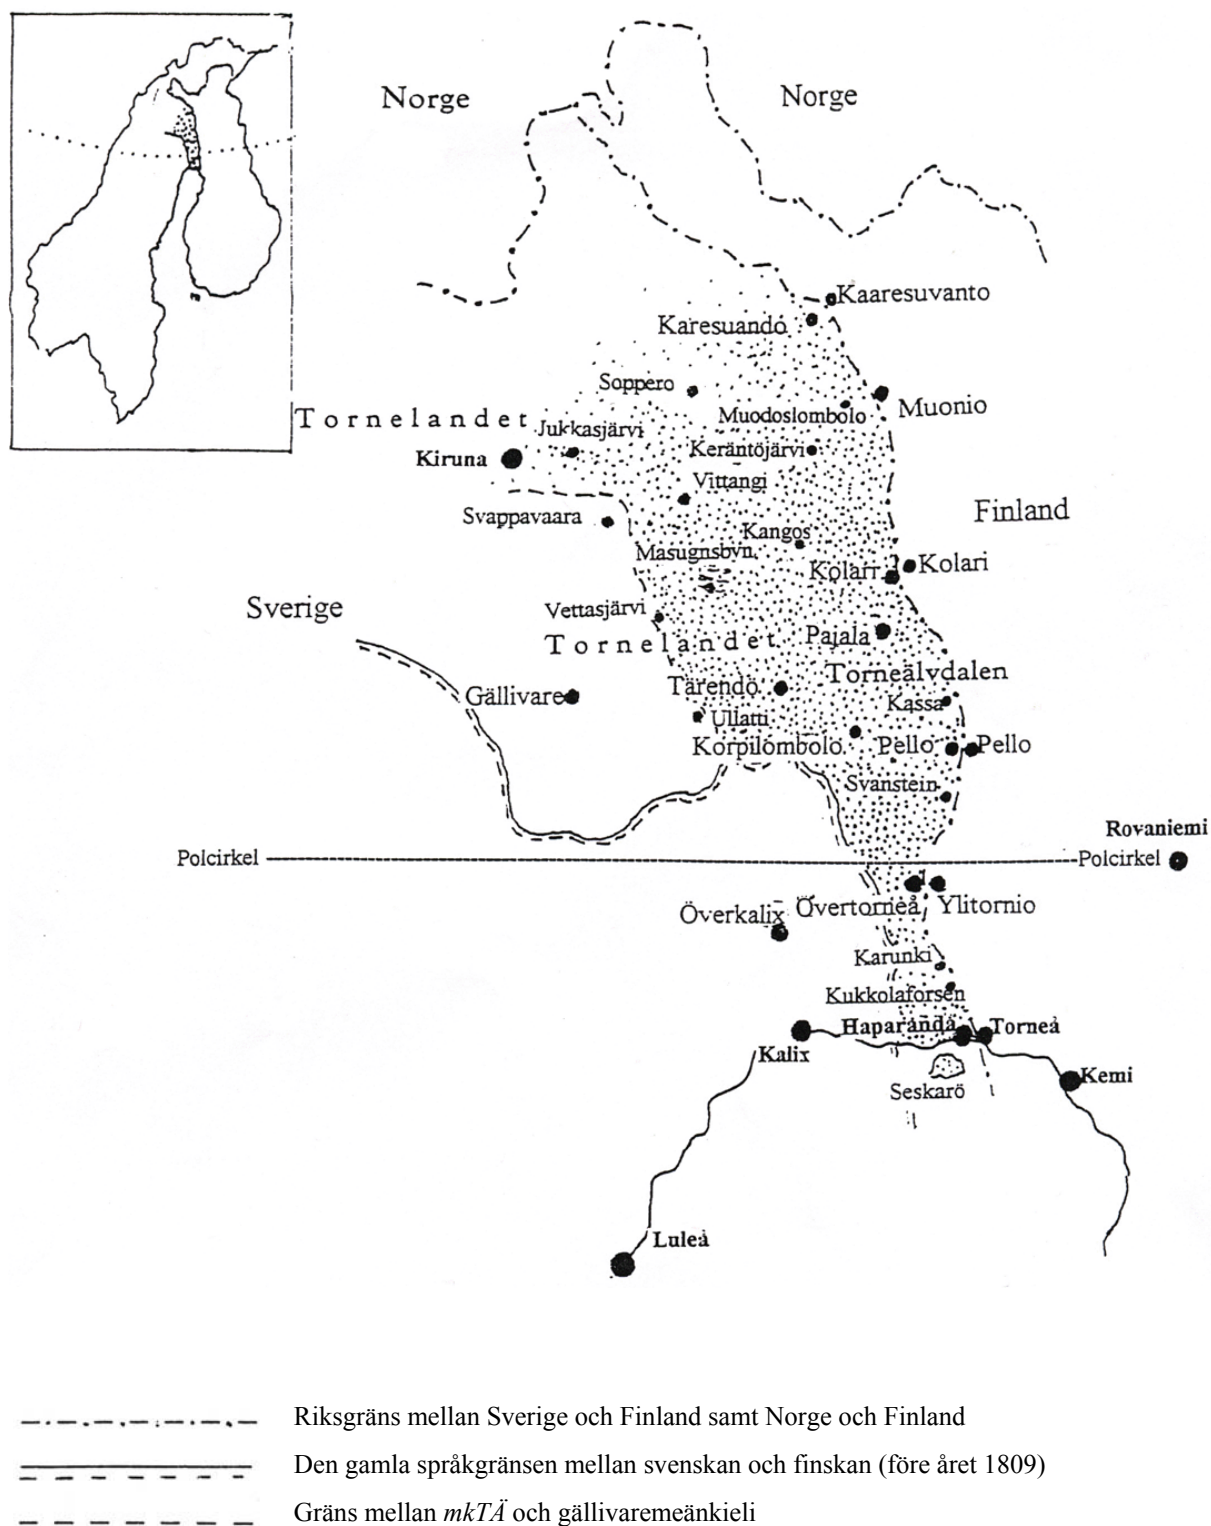 Norge
Norge
Kaaresuvanto
Karesuando
Soppero
Muodoslombolo
Muonio
Tornelandet
Jukkasjärvi
Kiruna
Keräntöjärvi
Vittangi
Svappavaara
Finland
Kangos
Masugnsbyn
Kolari
Kolari
Sverige
Vettasjärvi
Tornelandet
Pajala
Torneälvdalen
Tärendö
Gällivare
Kassa
Ullatti
Korpilombolo
Pello
Pello
Svanstein
Rovaniemi
Polcirkel
Polcirkel
Överkalix
Övertorneå
Ylitornio
Karunki
Kukkolaforsen
Haparanda
Torneå
Kalix
Kemi
Seskarö
Luleå
Riksgräns mellan Sverige och Finland samt Norge och Finland
Den gamla språkgränsen mellan svenskan och finskan (före året 1809)
Gräns mellan mkTÄ och gällivaremeänkieli